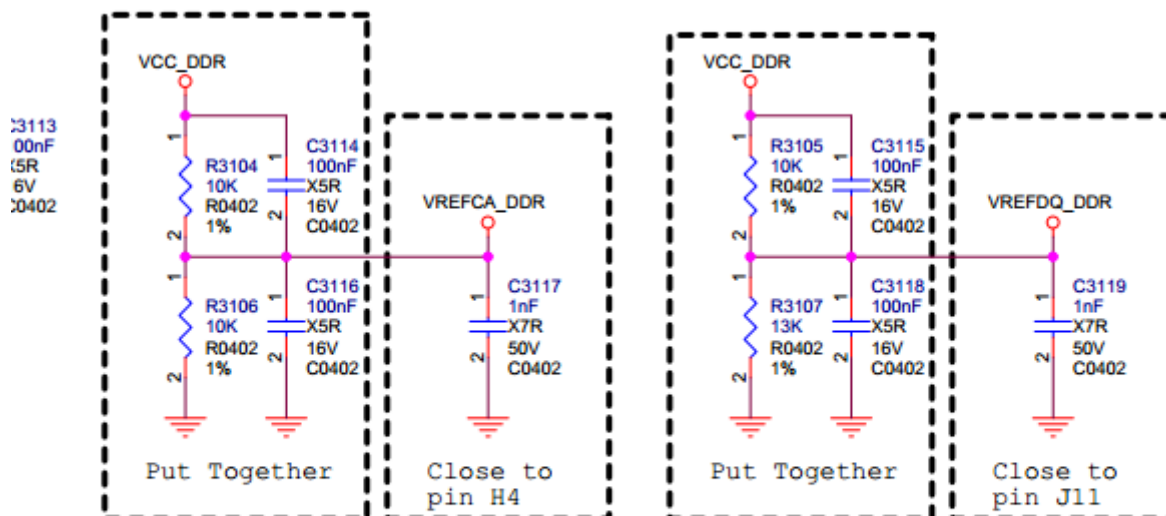 C3113
00nF
X5R
6V
C0402
VCC_DDR
1
R3104
10K
R0402
1%
2
1
C3114
100nF
X5R
16V
2
C0402
1
R3106
10K
R0402
1%
2
1
C3116
100nF
X5R
16V
2
C0402
Put Together
VREFCA_DDR
1
C3117
1nF
X7R
50V
2
C0402
Close to
pin H4
VCC_DDR
1
R3105
10K
R0402
1%
2
1
C3115
100nF
X5R
16V
2
C0402
1
R3107
13K
R0402
1%
2
1
C3118
100nF
X5R
16V
2
C0402
Put Together
VREFDQ_DDR
1
C3119
1nF
X7R
50V
2
C0402
Close to
pin J11